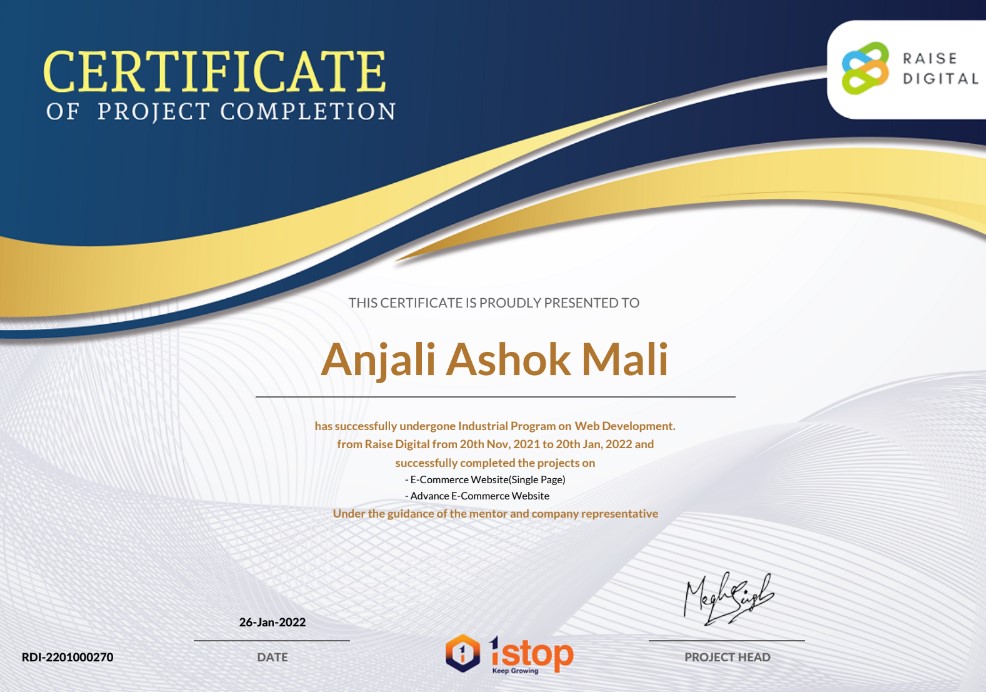 CERTIFICATE
OF PROJECT COMPLETION
RAISE
DIGITAL
THIS CERTIFICATE IS PROUDLY PRESENTED TO
Anjali Ashok Mali
has successfully undergone Industrial Program on Web Development.
from Raise Digital from 20th Nov, 2021 to 20th Jan, 2022 and
successfully completed the projects on
- E-Commerce Website(Single Page)
- Advance E-Commerce Website
Under the guidance of the mentor and company representative
26-Jan-2022
RDI-2201000270
DATE
1stop
Keep Growing
PROJECT HEAD